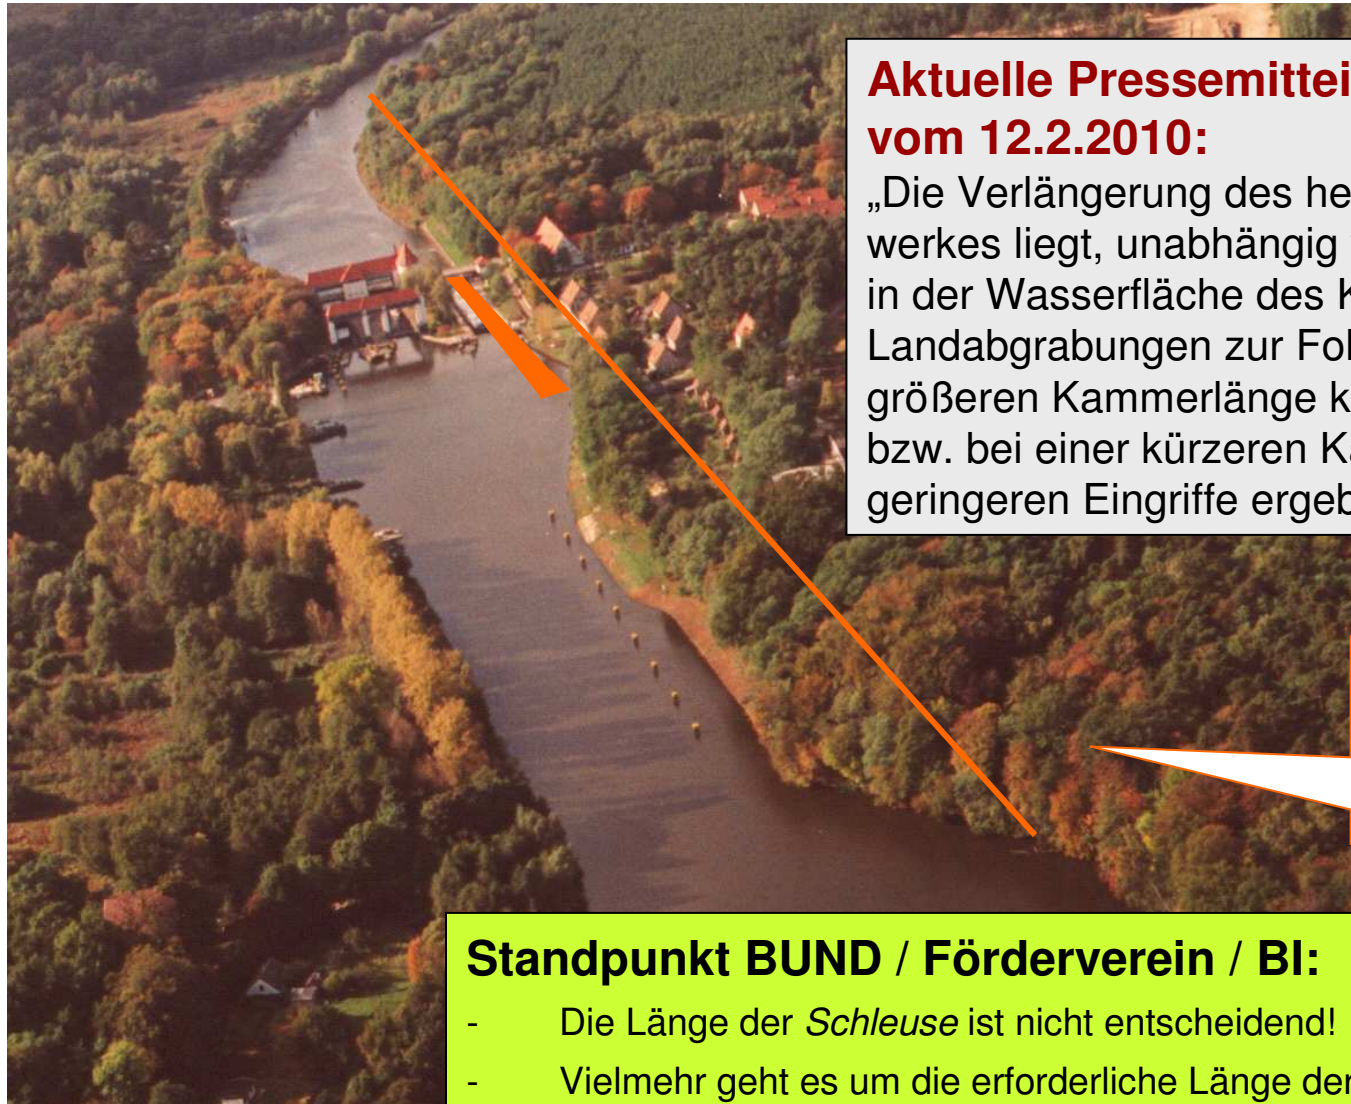 Aktuelle Pressemittei
vom 12.2.2010:
„Die Verlängerung des he
werkes liegt, unabhängig
in der Wasserfläche des K
Landabgrabungen zur Fol
größeren Kammerlänge k
bzw. bei einer kürzeren Ka
geringeren Eingriffe ergeb
Standpunkt BUND / Förderverein / BI:
- Die Länge der Schleuse ist nicht entscheidend!
- Vielmehr geht es um die erforderliche Länge der